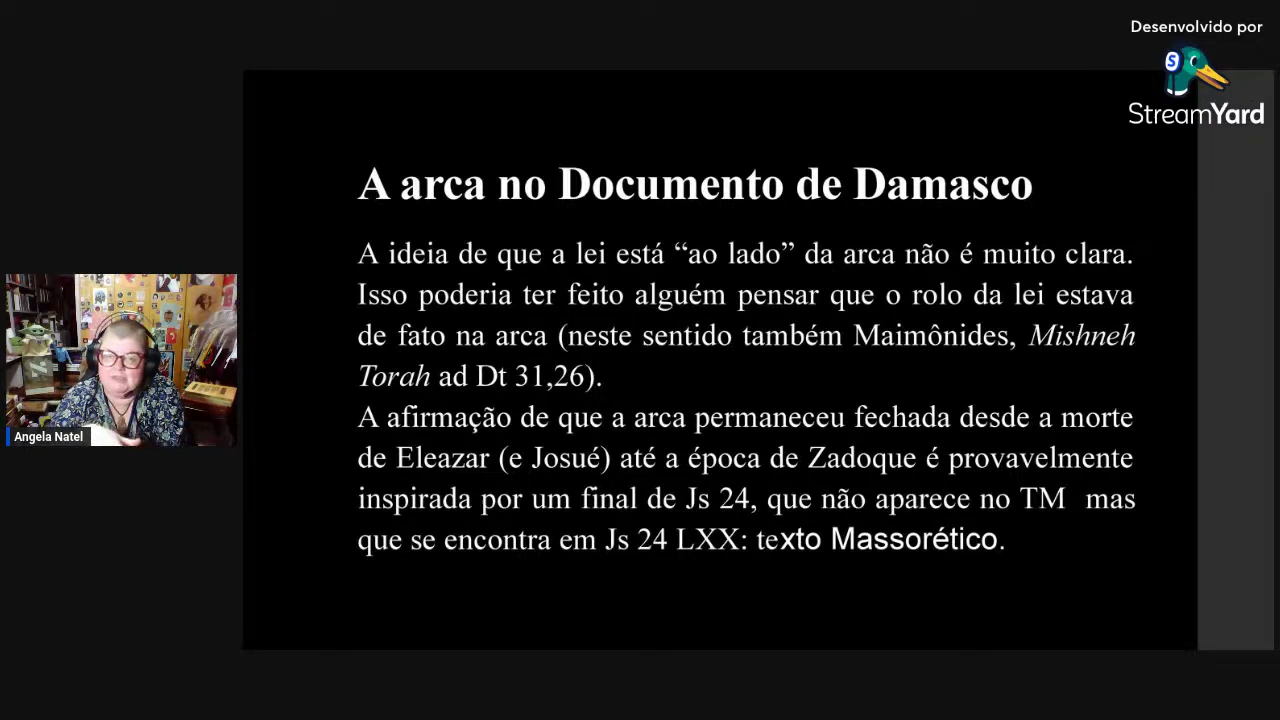 Desenvolvido por
StreamYard
A arca no Documento de Damasco
A ideia de que a lei está “ao lado” da arca não é muito clara.
Isso poderia ter feito alguém pensar que o rolo da lei estava
de fato na arca (neste sentido também Maimônides, Mishneh
Torah ad Dt 31,26).
A afirmação de que a arca permaneceu fechada desde a morte
de Eleazar (e Josué) até a época de Zadoque é provavelmente
inspirada por um final de Js 24, que não aparece no TM mas
que se encontra em Js 24 LXX: texto Massorético.
Angela Natel